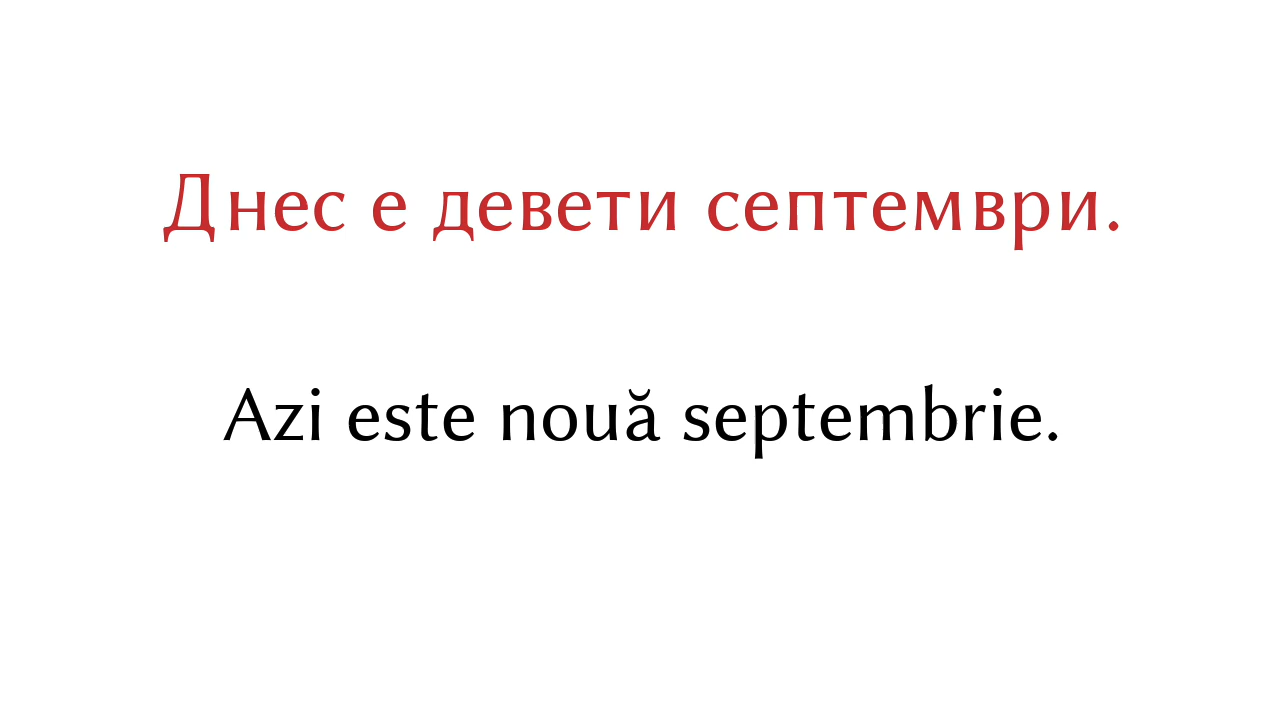 Днес е девети септември.
Azi este nouă septembrie.